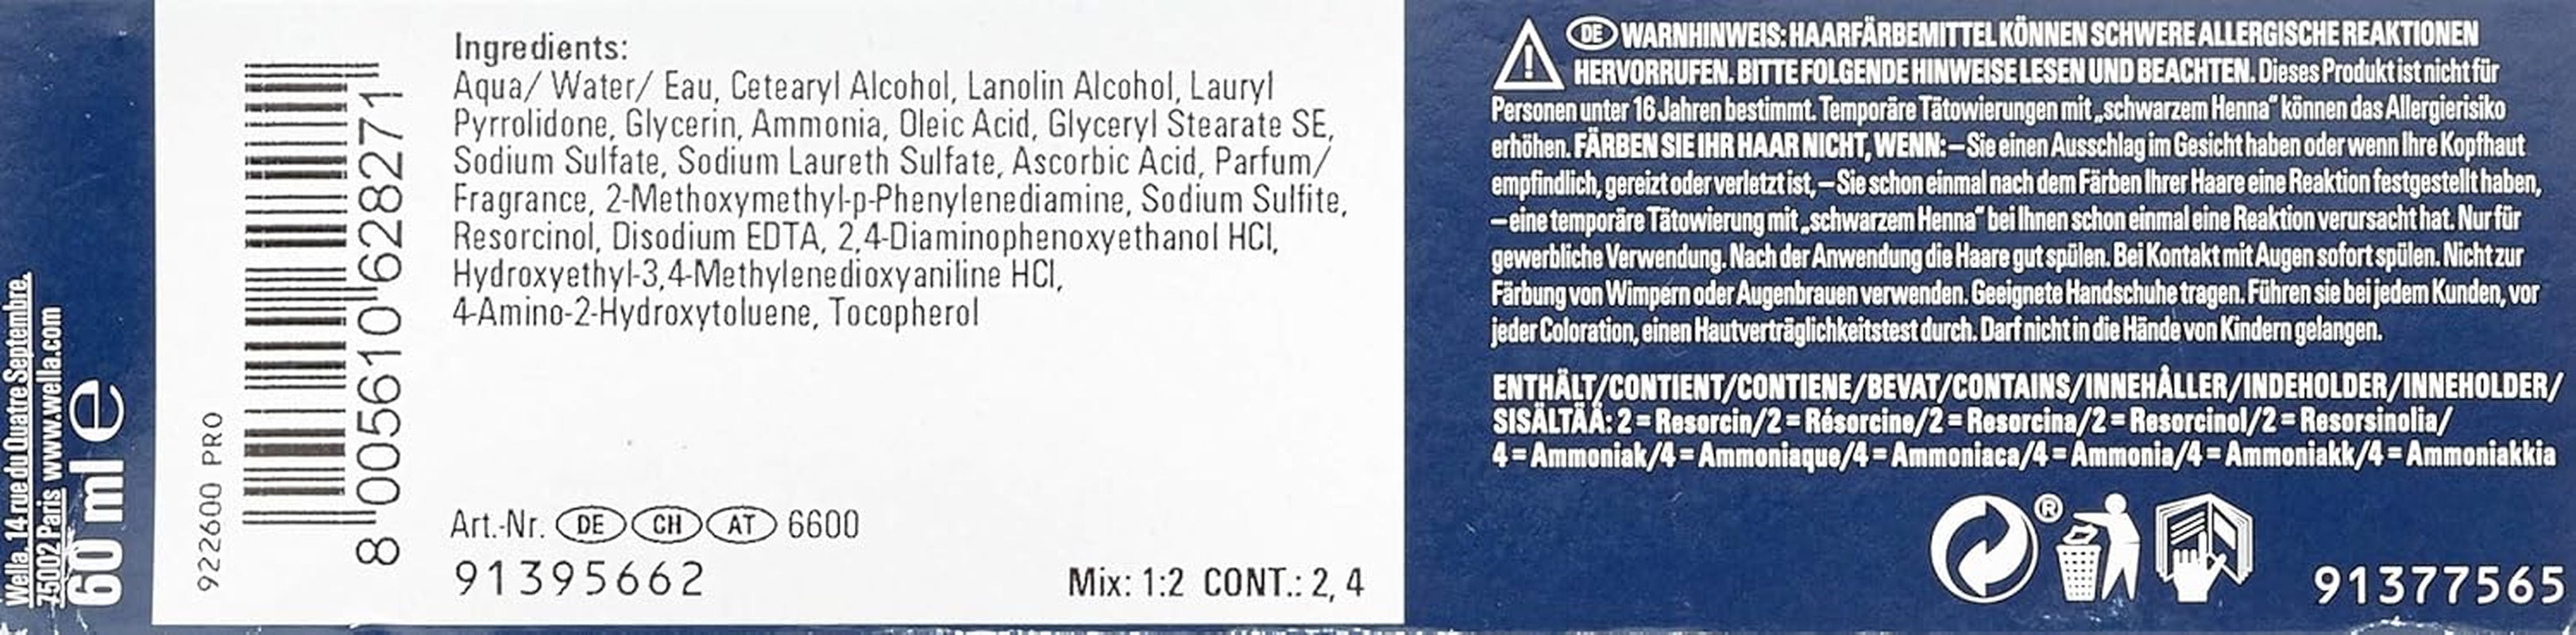 Wella, 14 rue du Quatre Septembre,
75002 Paris www.wella.com
60 ml e
922600 PRO
8 005610 628271
Ingredients:
Aqua/ Water/ Eau, Cetearyl Alcohol, Lanolin Alcohol, Lauryl
Pyrrolidone, Glycerin, Ammonia, Oleic Acid, Glyceryl Stearate SE,
Sodium Sulfate, Sodium Laureth Sulfate, Ascorbic Acid, Parfum/
Fragrance, 2-Methoxymethyl-p-Phenylenediamine, Sodium Sulfite,
Resorcinol, Disodium EDTA, 2,4-Diaminophenoxyethanol HCl,
Hydroxyethyl-3,4-Methylenedioxyaniline HCl,
4-Amino-2-Hydroxytoluene, Tocopherol
Art.-Nr. DE CH AT 6600
91395662
Mix: 1:2 CONT.: 2, 4
DE WARNHINWEIS: HAARFÄRBEMITTEL KÖNNEN SCHWERE ALLERGISCHE REAKTIONEN
HERVORRUFEN. BITTE FOLGENDE HINWEISE LESEN UND BEACHTEN. Dieses Produkt ist nicht für
Personen unter 16 Jahren bestimmt. Temporäre Tätowierungen mit „schwarzem Henna“ können das Allergierisiko
erhöhen. FÄRBEN SIE IHR HAAR NICHT, WENN: – Sie einen Ausschlag im Gesicht haben oder wenn Ihre Kopfhaut
empfindlich, gereizt oder verletzt ist, – Sie schon einmal nach dem Färben Ihrer Haare eine Reaktion festgestellt haben,
– eine temporäre Tätowierung mit „schwarzem Henna“ bei Ihnen schon einmal eine Reaktion verursacht hat. Nur für
gewerbliche Verwendung. Nach der Anwendung die Haare gut spülen. Bei Kontakt mit Augen sofort spülen. Nicht zur
Färbung von Wimpern oder Augenbrauen verwenden. Geeignete Handschuhe tragen. Führen sie bei jedem Kunden, vor
jeder Coloration, einen Hautverträglichkeitstest durch. Darf nicht in die Hände von Kindern gelangen.
ENTHÄLT/CONTIENT/CONTIENE/BEVAT/CONTAINS/INNEHÅLLER/INDEHOLDER/INNEHOLDER/
SISÄLTÄÄ: 2 = Resorcin/2 = Résorcine/2 = Resorcina/2 = Resorcinol/2 = Resorsinolia/
4 = Ammoniak/4 = Ammoniaque/4 = Ammoniaca/4 = Ammonia/4 = Ammoniakk/4 = Ammoniakkia
®
91377565